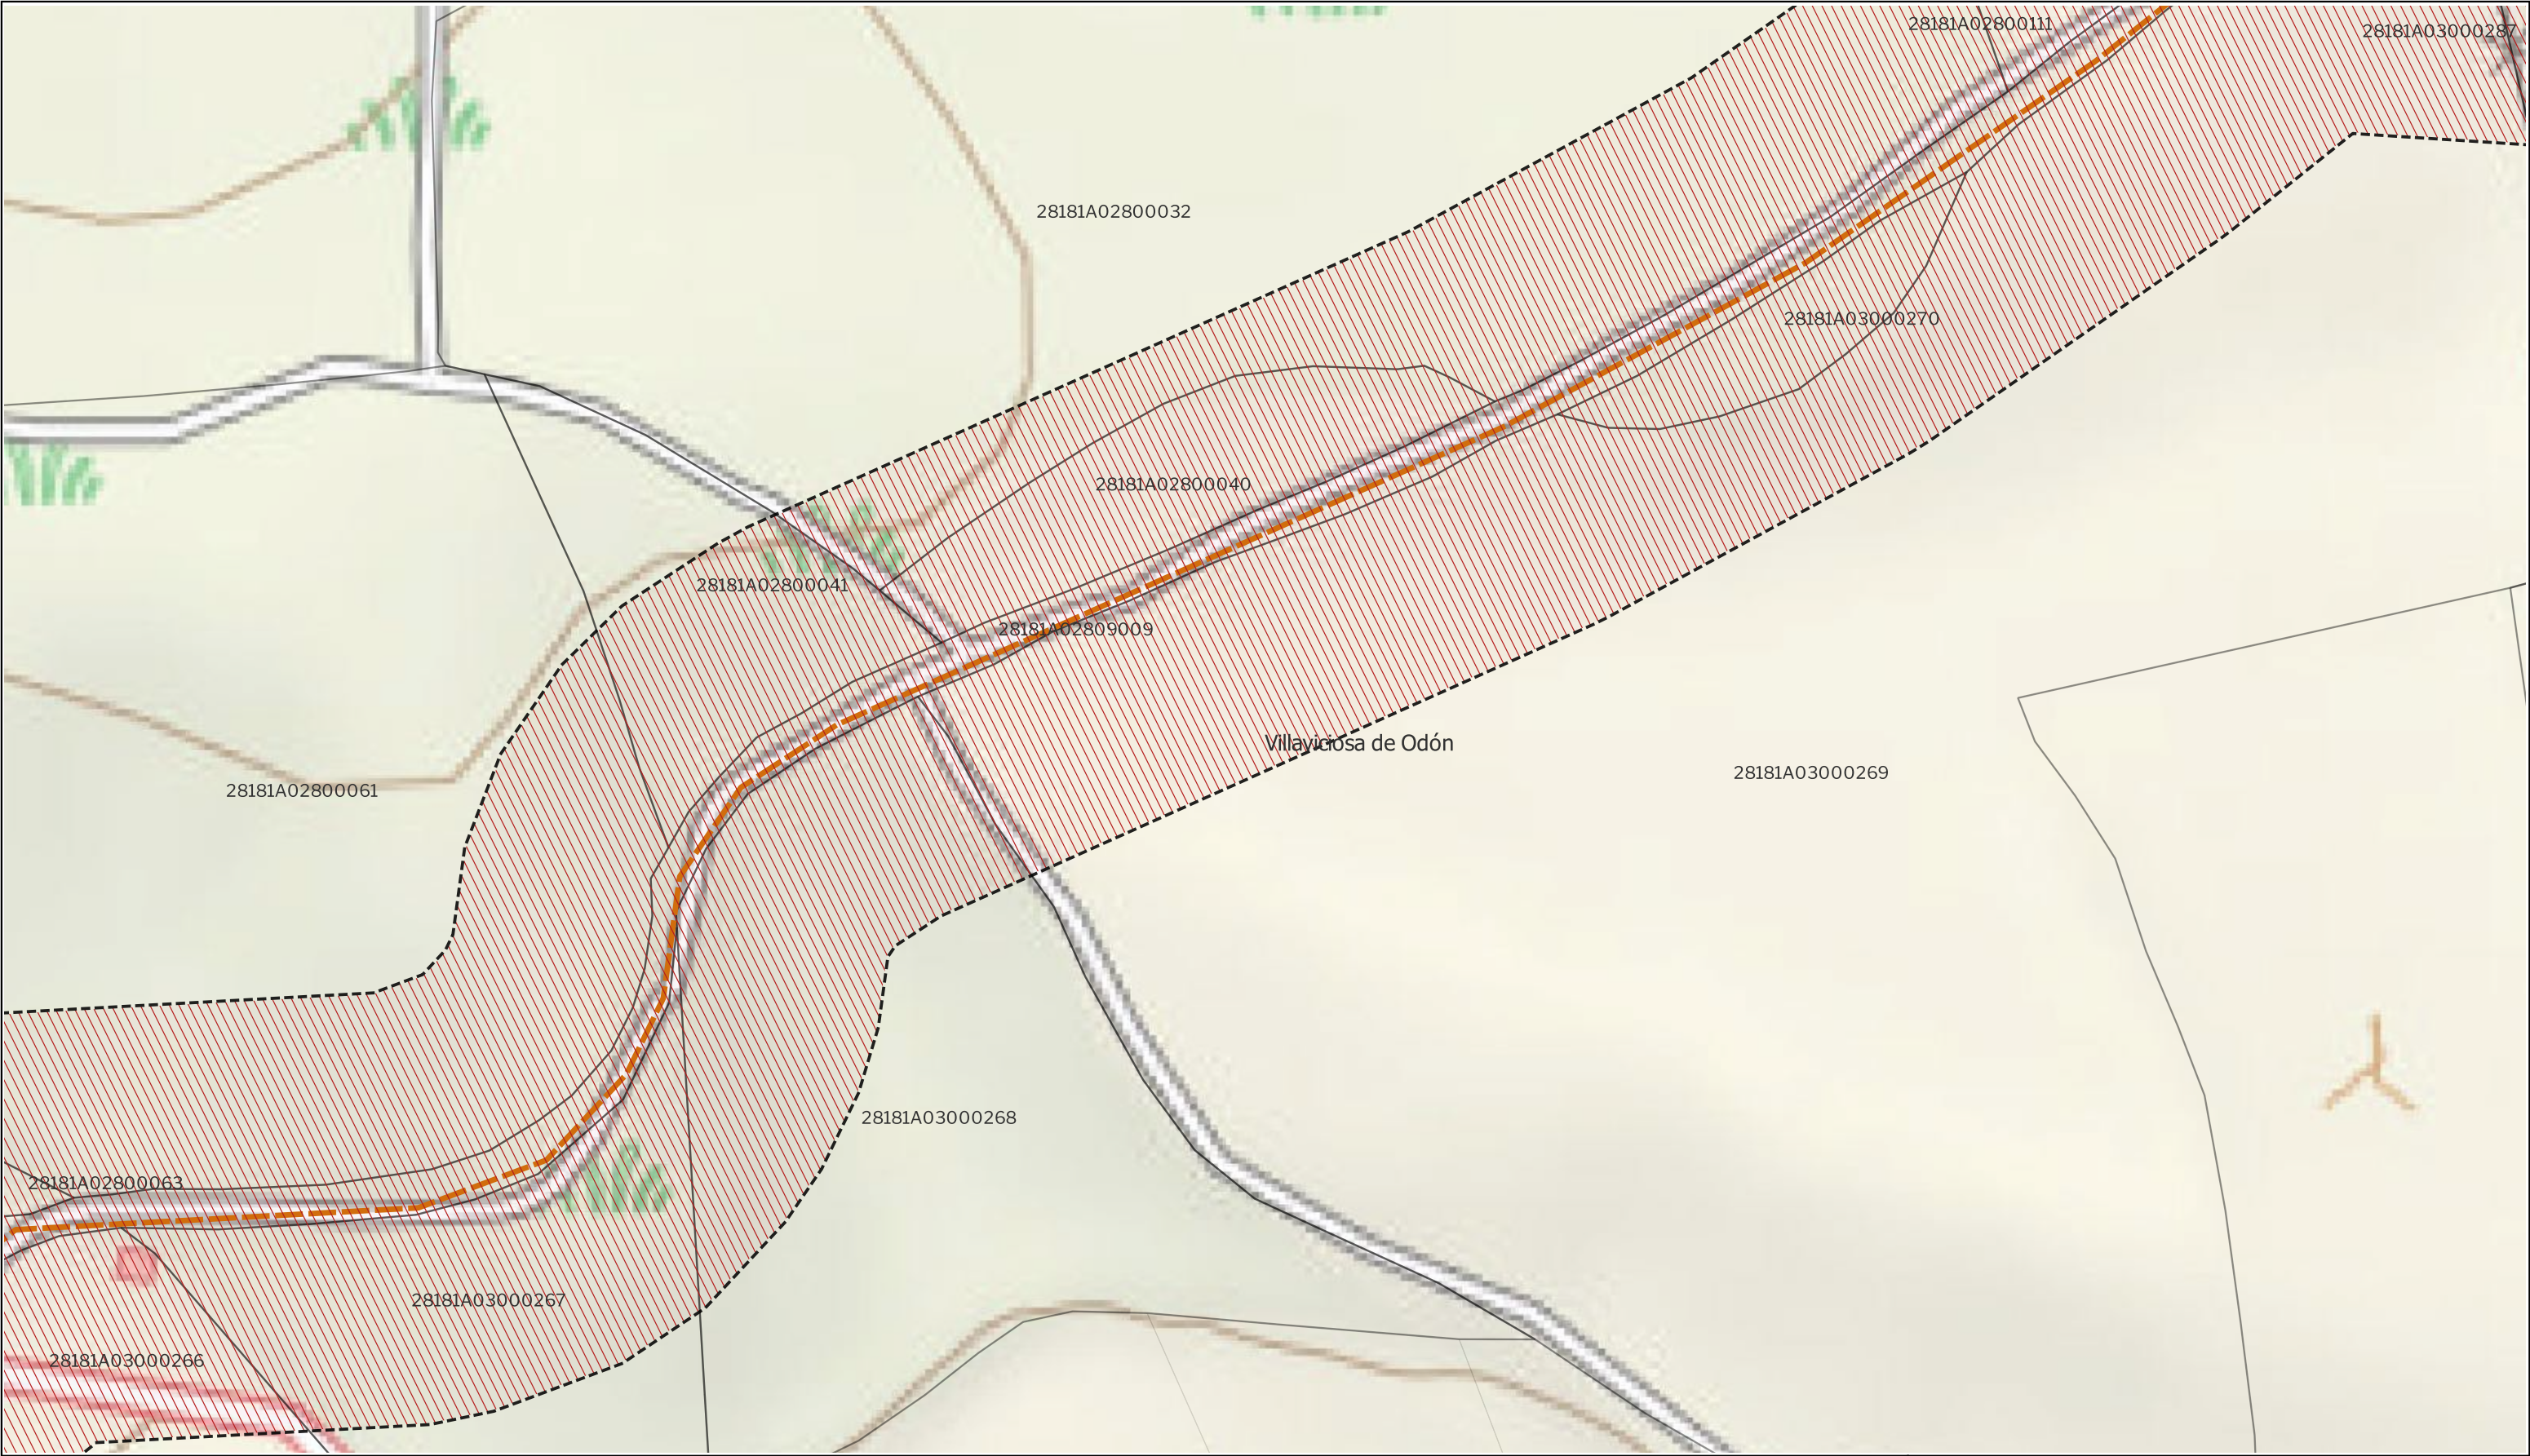 28181A02800111
28181A03000287
28181A02800032
28181A03000270
28181A02800040
28181A02800041
28181A02809009
Villaviciosa de Odón
28181A03000269
28181A02800061
28181A03000268
28181A02800063
28181A03000267
28181A03000266